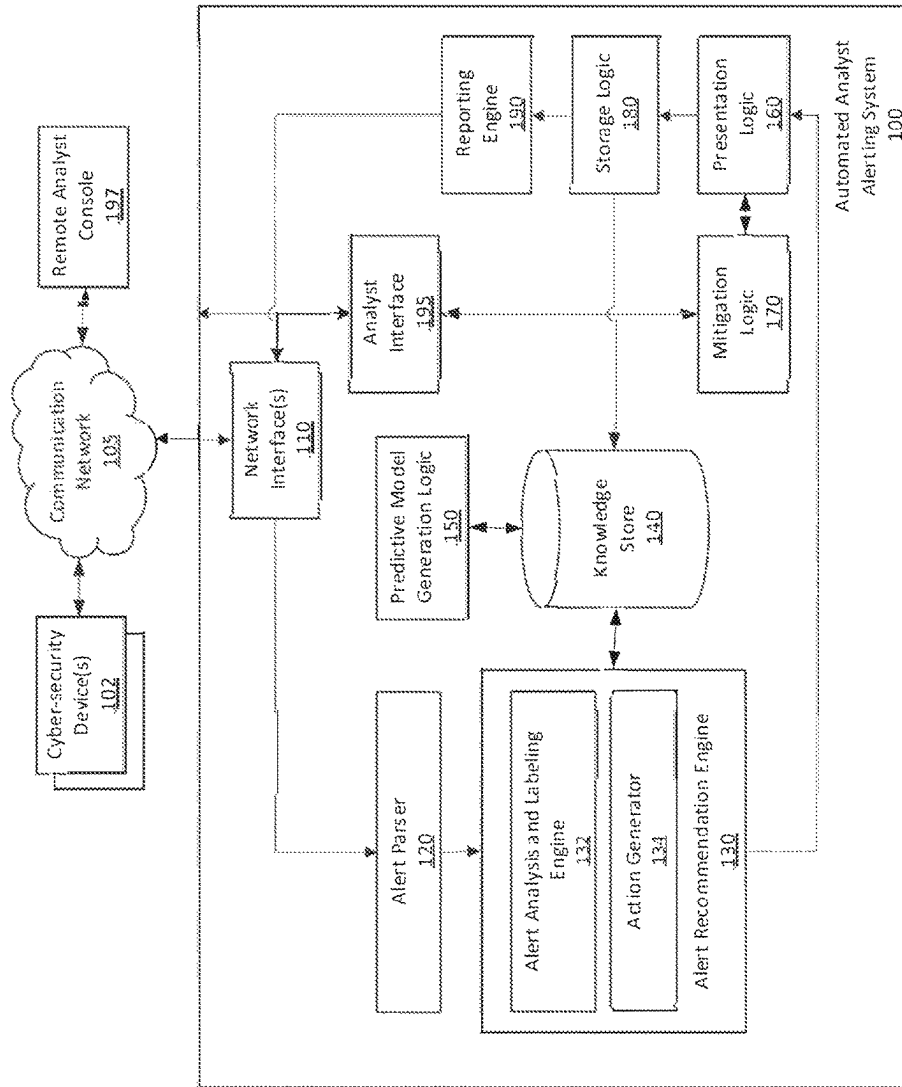 Cyber-security
Device(s)
102
Communication
Network
103
Remote Analyst
Console
197
Network
Interface(s)
110
Alert Parser
120
Alert Analysis and Labeling
Engine
132
Action Generator
134
Alert Recommendation Engine
130
Predictive Model
Generation Logic
150
Knowledge
Store
140
Analyst
Interface
195
Mitigation
Logic
170
Reporting
Engine
190
Storage Logic
180
Presentation
Logic
160
Automated Analyst
Alerting System
100